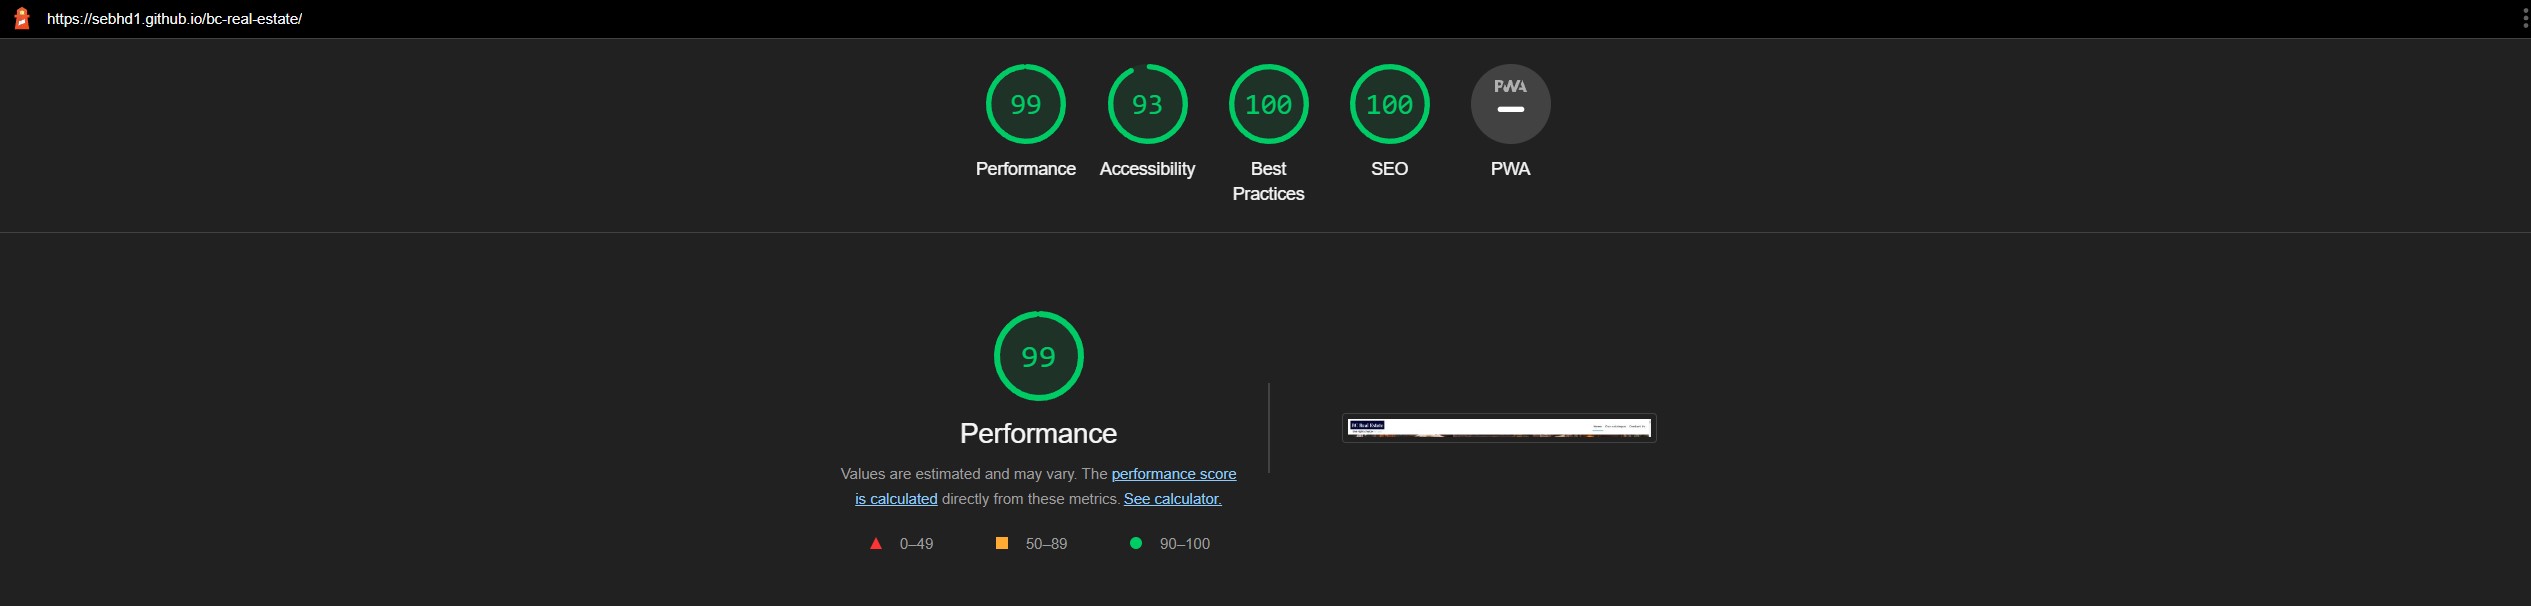 https://sebhd1.github.io/bc-real-estate/
99
93
100
100
PWA
Performance
Accessibility
Best
Practices
SEO
PWA
99
Performance
Values are estimated and may vary. The performance score
is calculated directly from these metrics. See calculator.
0–49
50–89
90–100
Real Estate